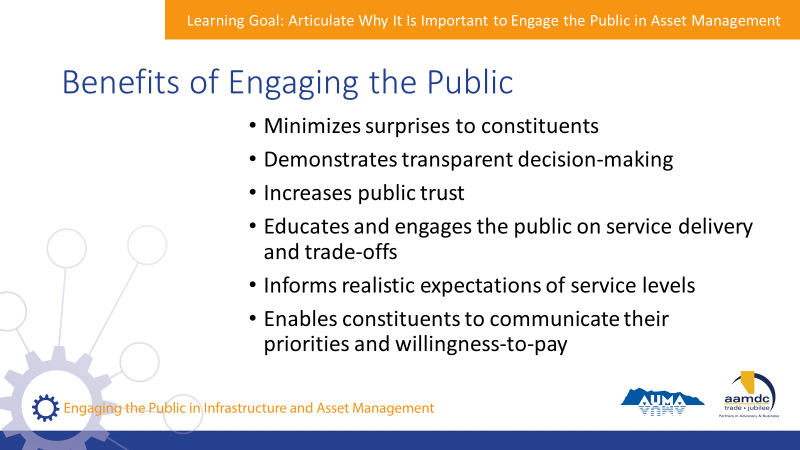 Learning Goal: Articulate Why It Is Important to Engage the Public in Asset Management
Benefits of Engaging the Public
• Minimizes surprises to constituents
• Demonstrates transparent decision-making
• Increases public trust
• Educates and engages the public on service delivery
and trade-offs
• Informs realistic expectations of service levels
• Enables constituents to communicate their
priorities and willingness-to-pay
Engaging the Public in Infrastructure and Asset Management
AUMA
aamdc
trade • jubilee
Partners in Advocacy & Business